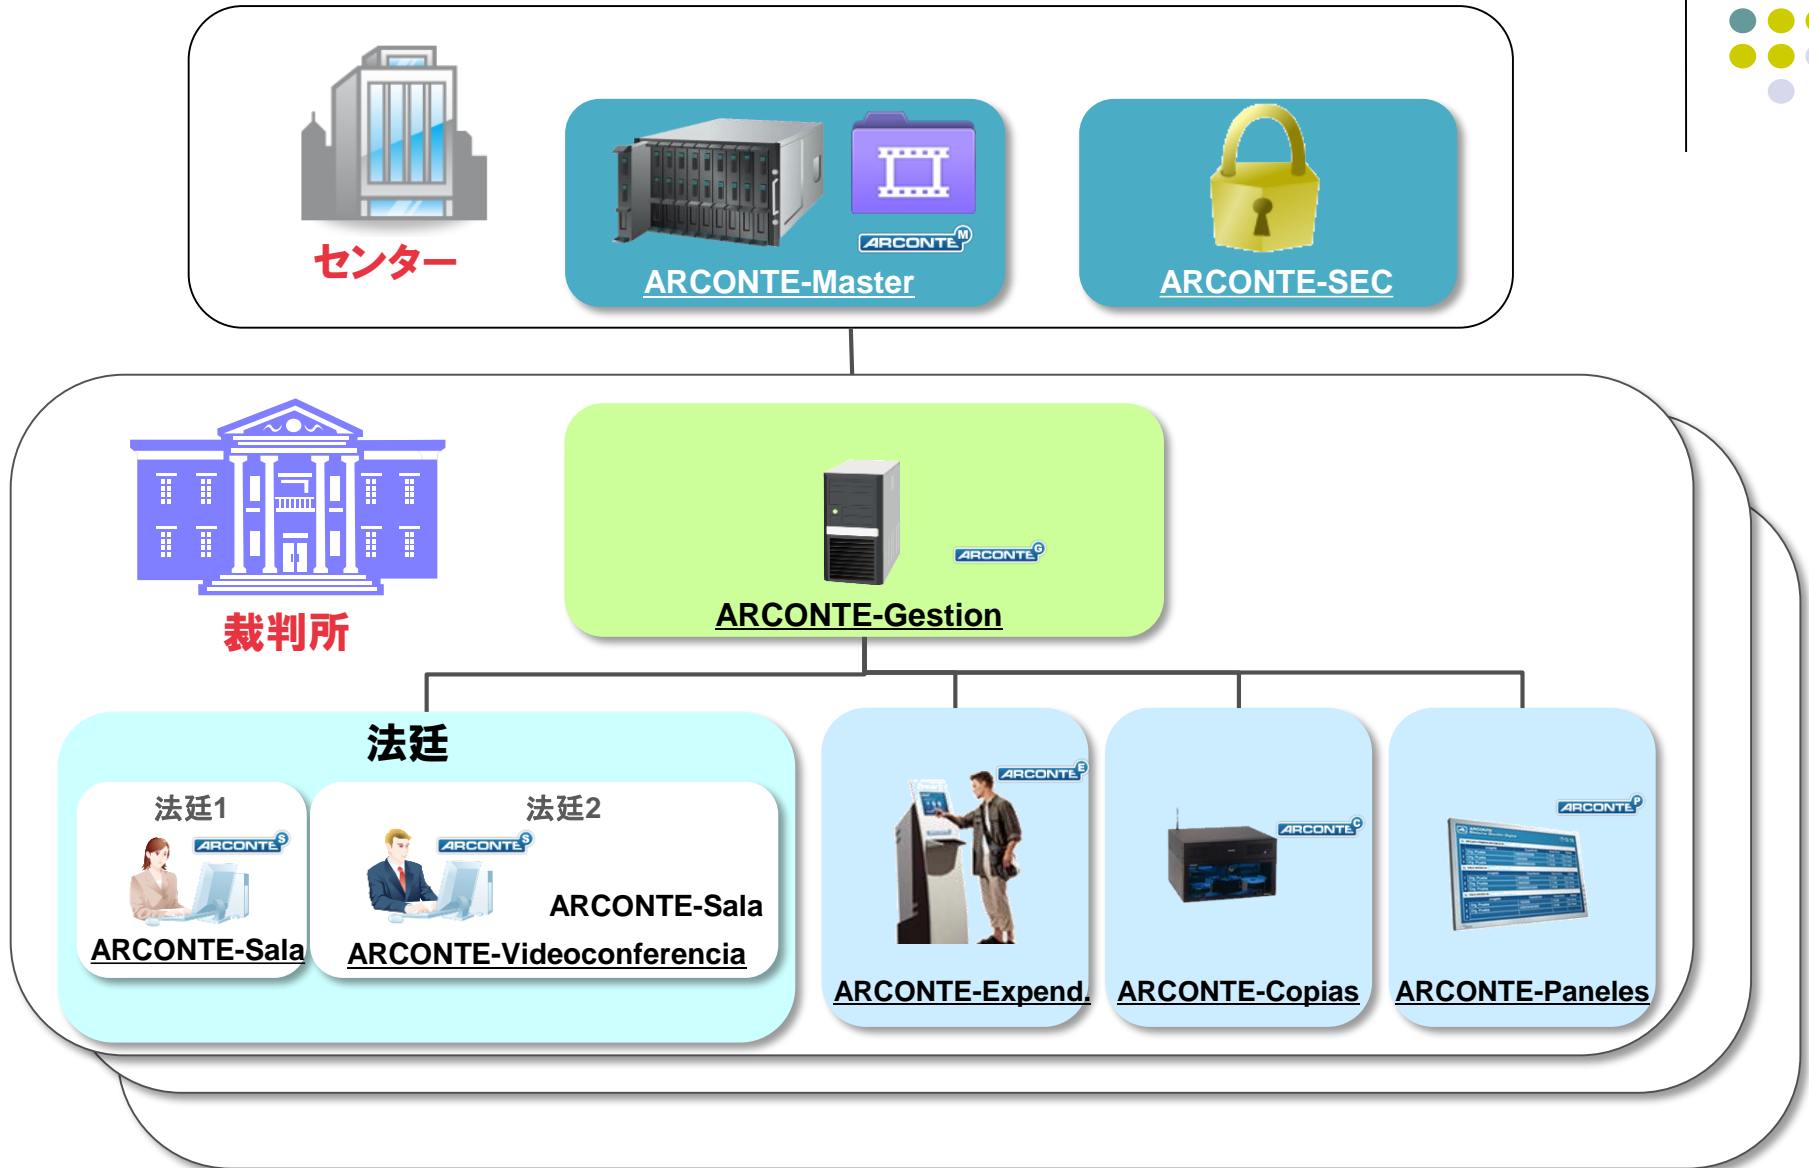 センター
ARCONTE M
ARCONTE-Master
ARCONTE-SEC
裁判所
ARCONTE G
ARCONTE-Gestion
法廷
法廷1
ARCONTE S
ARCONTE-Sala
法廷2
ARCONTE S
ARCONTE-Sala
ARCONTE-Videoconferencia
ARCONTE E
ARCONTE-Expend.
ARCONTE C
ARCONTE-Copias
ARCONTE P
ARCONTE-Paneles